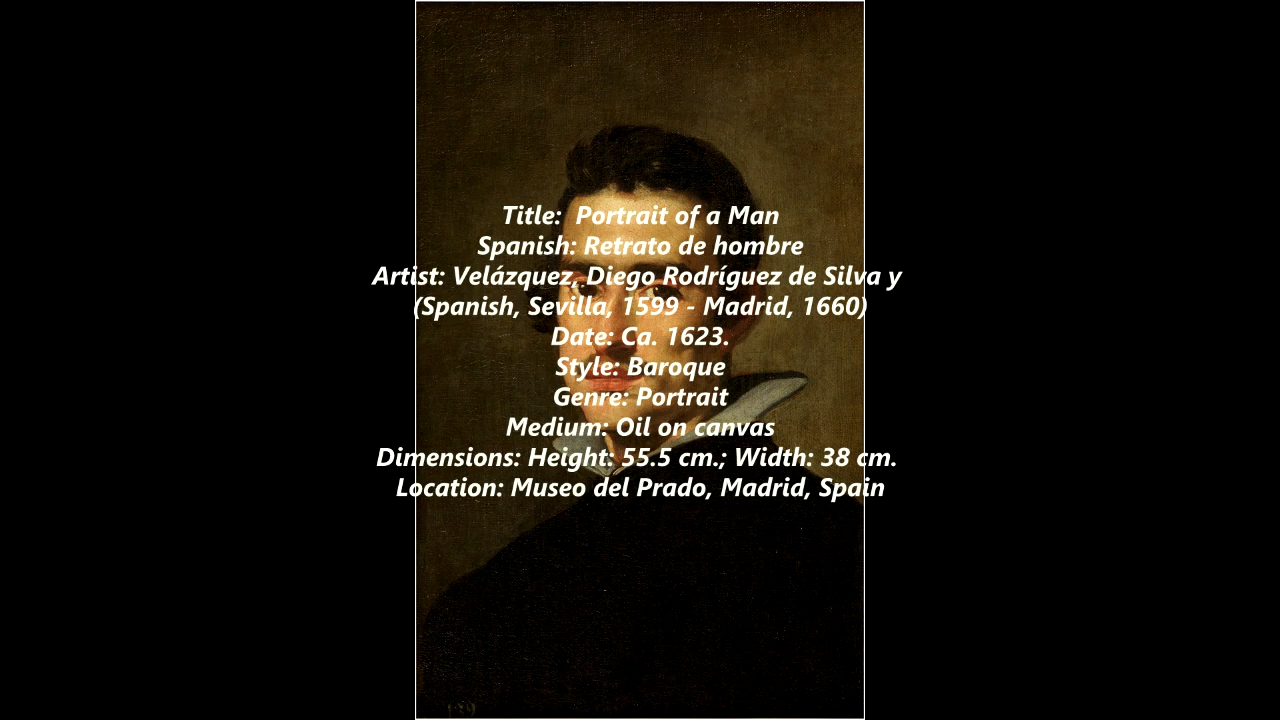 Title:  Portrait of a Man
Spanish: Retrato de hombre
Artist: Velázquez, Diego Rodríguez de Silva y
(Spanish, Sevilla, 1599 - Madrid, 1660)
Date: Ca. 1623.
Style: Baroque
Genre: Portrait
Medium: Oil on canvas
Dimensions: Height: 55.5 cm.; Width: 38 cm.
Location: Museo del Prado, Madrid, Spain